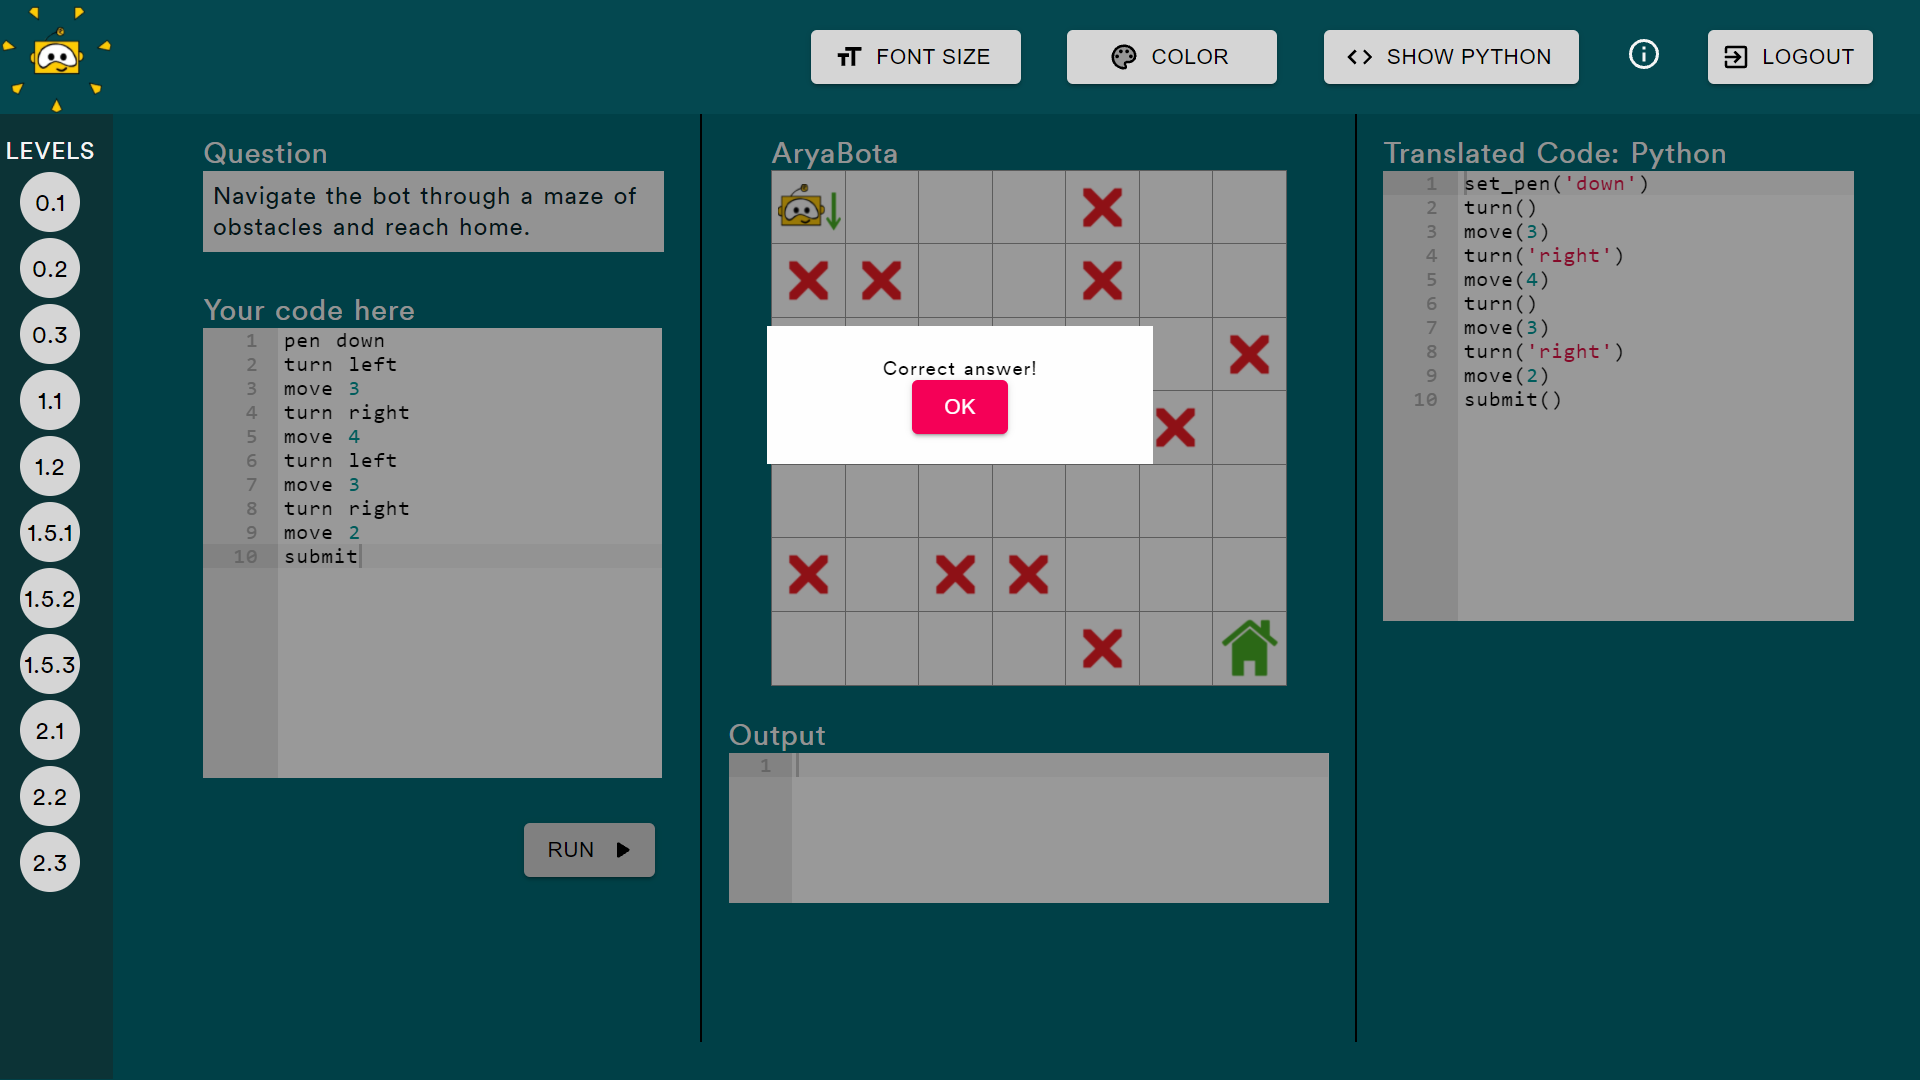 FONT SIZE
COLOR
SHOW PYTHON
LOGOUT
LEVELS
0.1
0.2
0.3
1.1
1.2
1.5.1
1.5.2
1.5.3
2.1
2.2
2.3
Question
Navigate the bot through a maze of
obstacles and reach home.
Your code here
1 pen down
2 turn left
3 move 3
4 turn right
5 move 4
6 turn left
7 move 3
8 turn right
9 move 2
10 submit
RUN
AryaBota
Correct answer!
OK
Output
1
Translated Code: Python
1 set_pen('down')
2 turn()
3 move(3)
4 turn('right')
5 move(4)
6 turn()
7 move(3)
8 turn('right')
9 move(2)
10 submit()